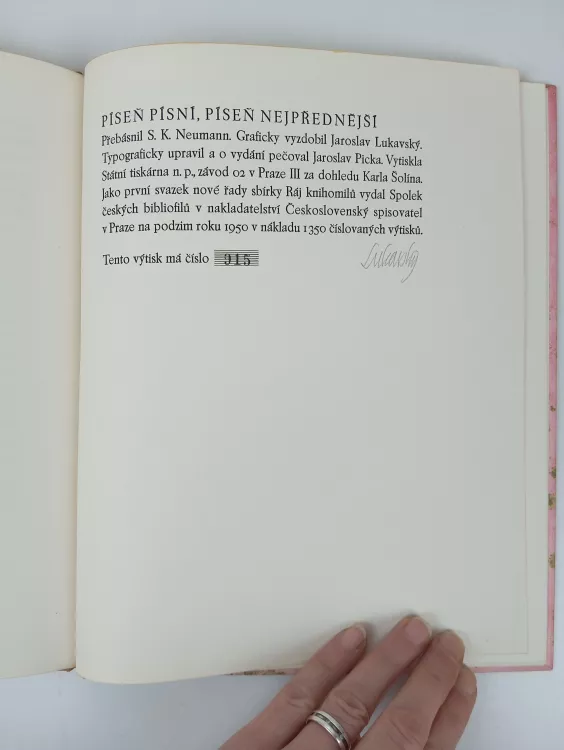 PÍSEŇ PÍSNÍ, PÍSEŇ NEJPŘEDNĚJŠÍ
Přebásnil S. K. Neumann. Graficky vyzdobil Jaroslav Lukavský.
Typograficky upravil a o vydání pečoval Jaroslav Picka. Vytiskla
Státní tiskárna n. p., závod 02 v Praze III za dohledu Karla Šolína.
Jako první svazek nové řady sbírky Ráj knihomilů vydal Spolek
českých bibliofilů v nakladatelství Československý spisovatel
v Praze na podzim roku 1950 v nákladu 1350 číslovaných výtisků.
Tento výtisk má číslo 915
Lukavský